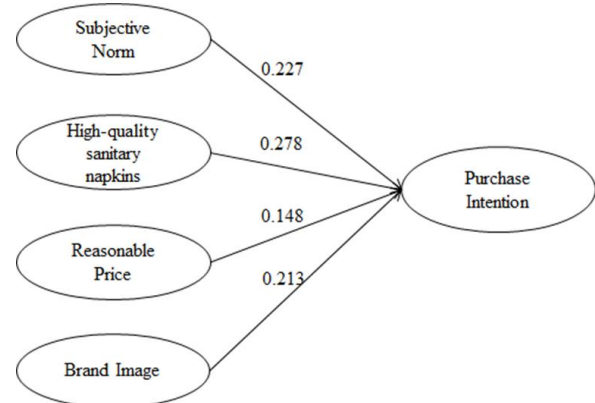 Subjective
Norm
0.227
High-quality
sanitary
napkins
0.278
Purchase
Intention
0.148
Reasonable
Price
0.213
Brand Image